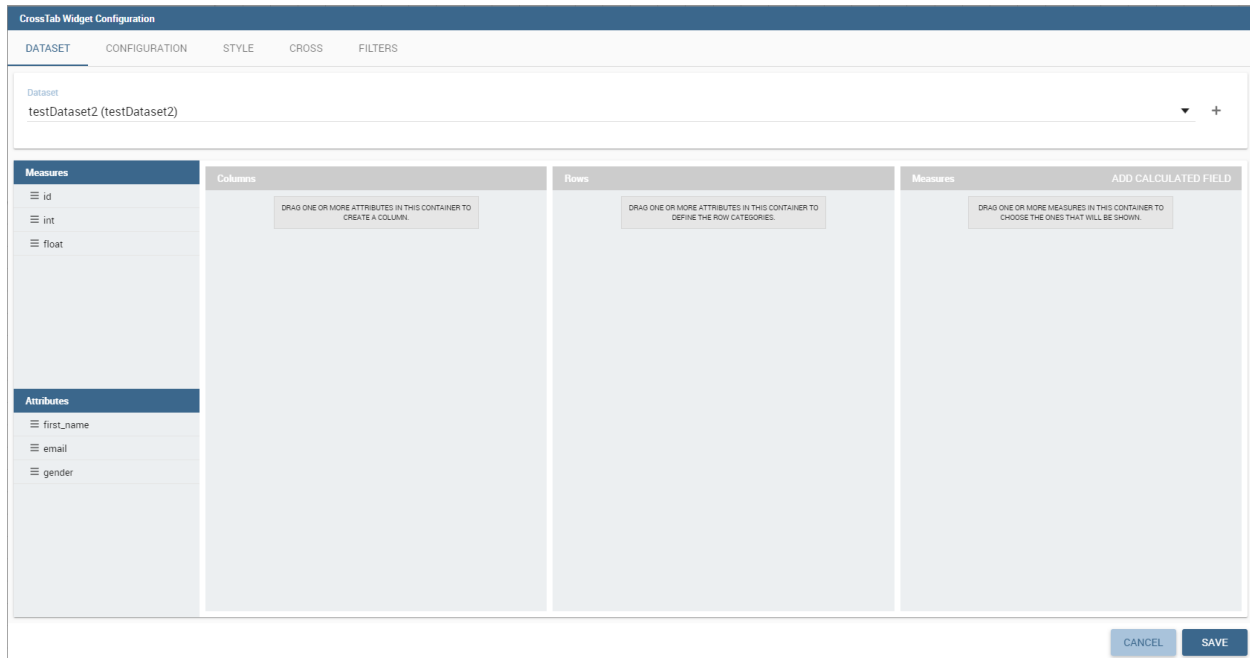 CrossTab Widget Configuration
DATASET CONFIGURATION STYLE CROSS FILTERS
Dataset
testDataset2 (testDataset2)
Measures
id
int
float
Attributes
first_name
email
gender
Columns
DRAG ONE OR MORE ATTRIBUTES IN THIS CONTAINER TO
CREATE A COLUMN.
Rows
DRAG ONE OR MORE ATTRIBUTES IN THIS CONTAINER TO
DEFINE THE ROW CATEGORIES.
Measures ADD CALCULATED FIELD
DRAG ONE OR MORE MEASURES IN THIS CONTAINER TO
CHOOSE THE ONES THAT WILL BE SHOWN.
CANCEL SAVE